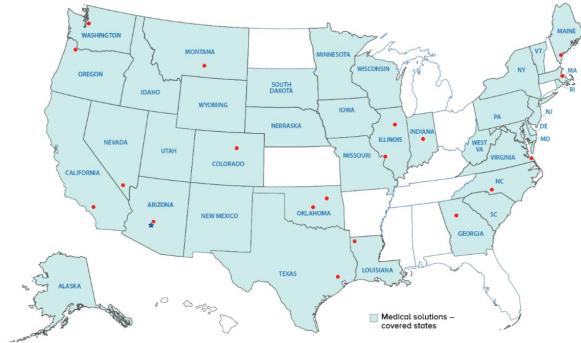 WASHINGTON
MONTANA
MAINE
OREGON
IDAHO
WYOMING
SOUTH
DAKOTA
MINNESOTA
WISCONSIN
VT
NY
MA
RI
NEVADA
UTAH
COLORADO
NEBRASKA
IOWA
ILLINOIS
INDIANA
PA
NJ
DE
MD
WEST
VA
VIRGINIA
CALIFORNIA
ARIZONA
NEW MEXICO
OKLAHOMA
MISSOURI
NC
SC
GEORGIA
TEXAS
LOUISIANA
ALASKA
Medical solutions –
covered states